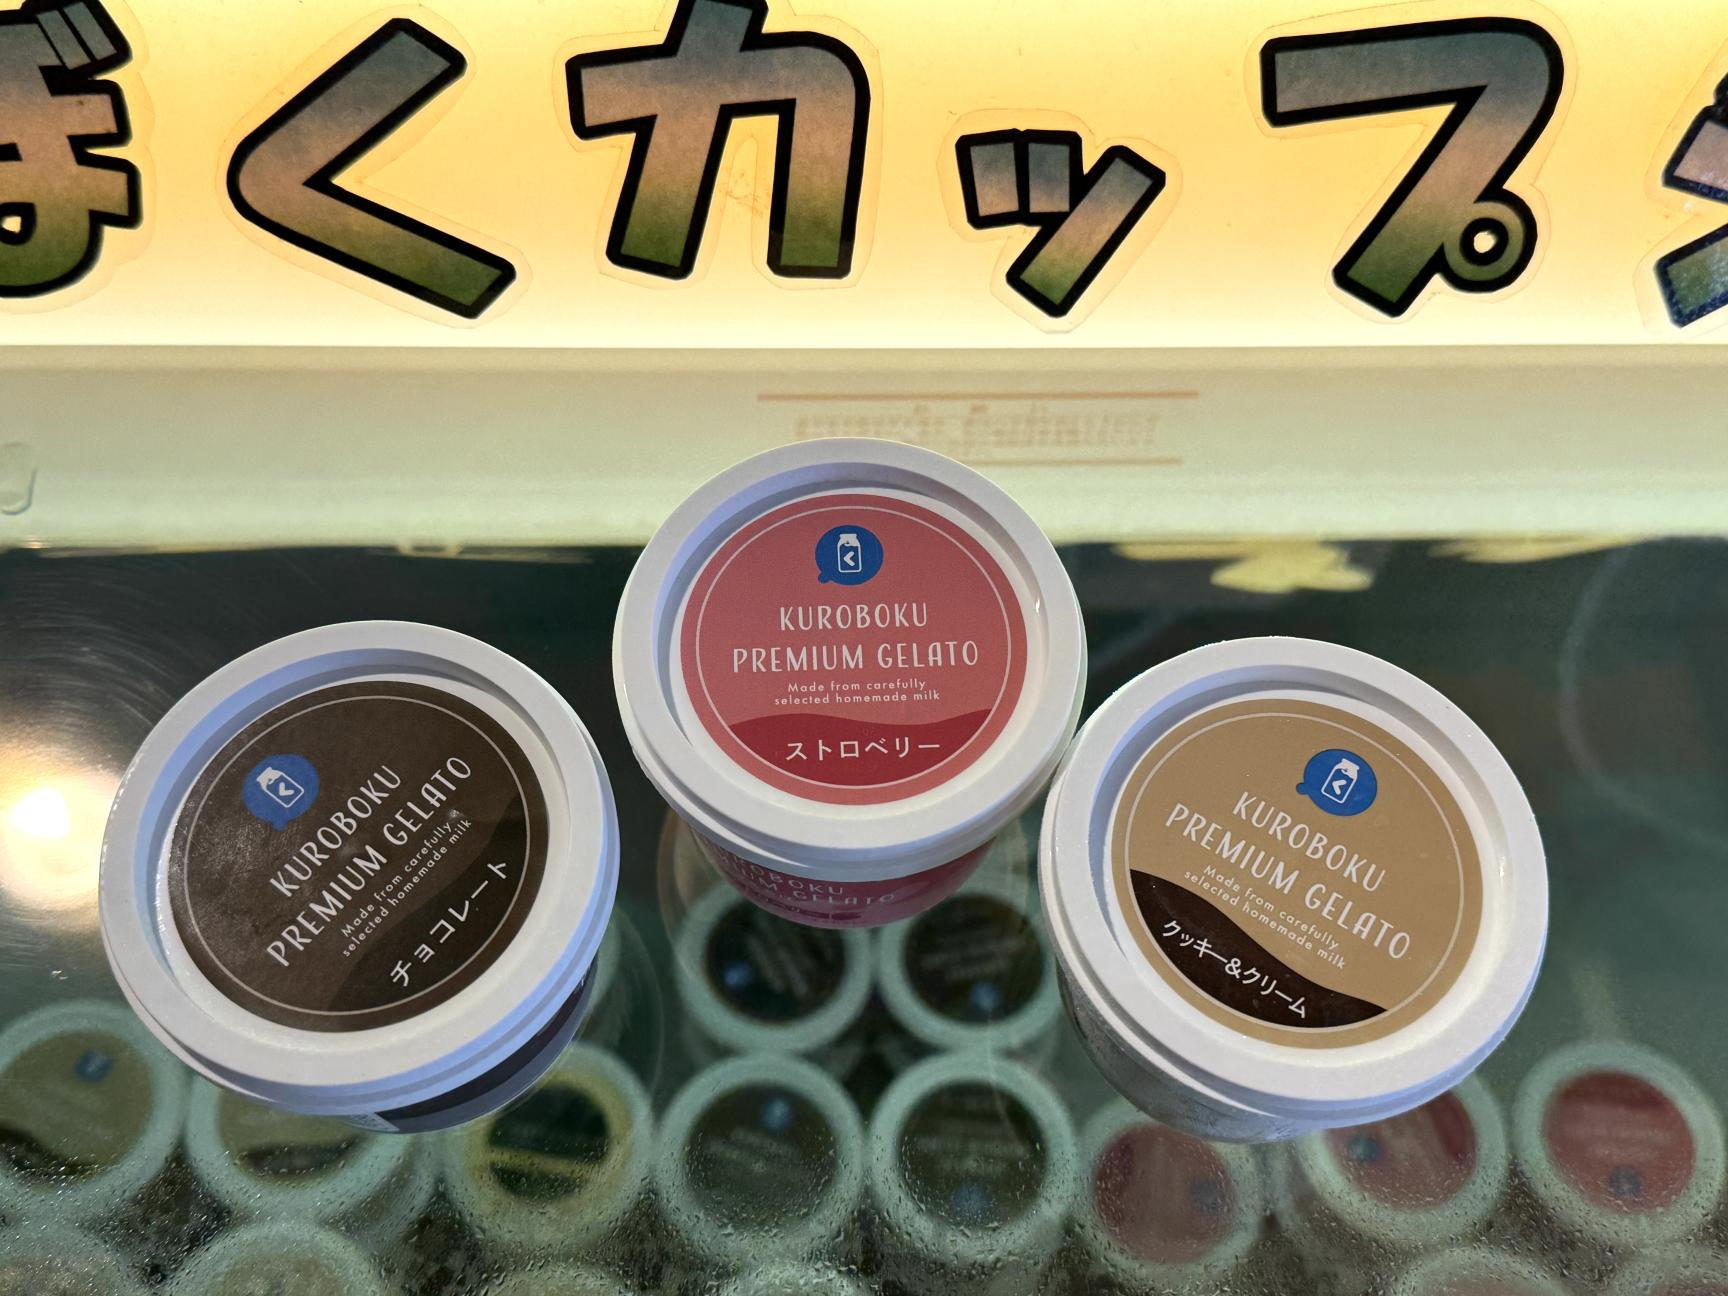 ぼくカップジ
KUROBOKU
PREMIUM GELATO
Made from carefully
selected homemade milk
ストロベリー
KUROBOKU
PREMIUM GELATO
Made from carefully
selected homemade milk
チョコレート
KUROBOKU
PREMIUM GELATO
Made from carefully
selected homemade milk
クッキー&クリーム